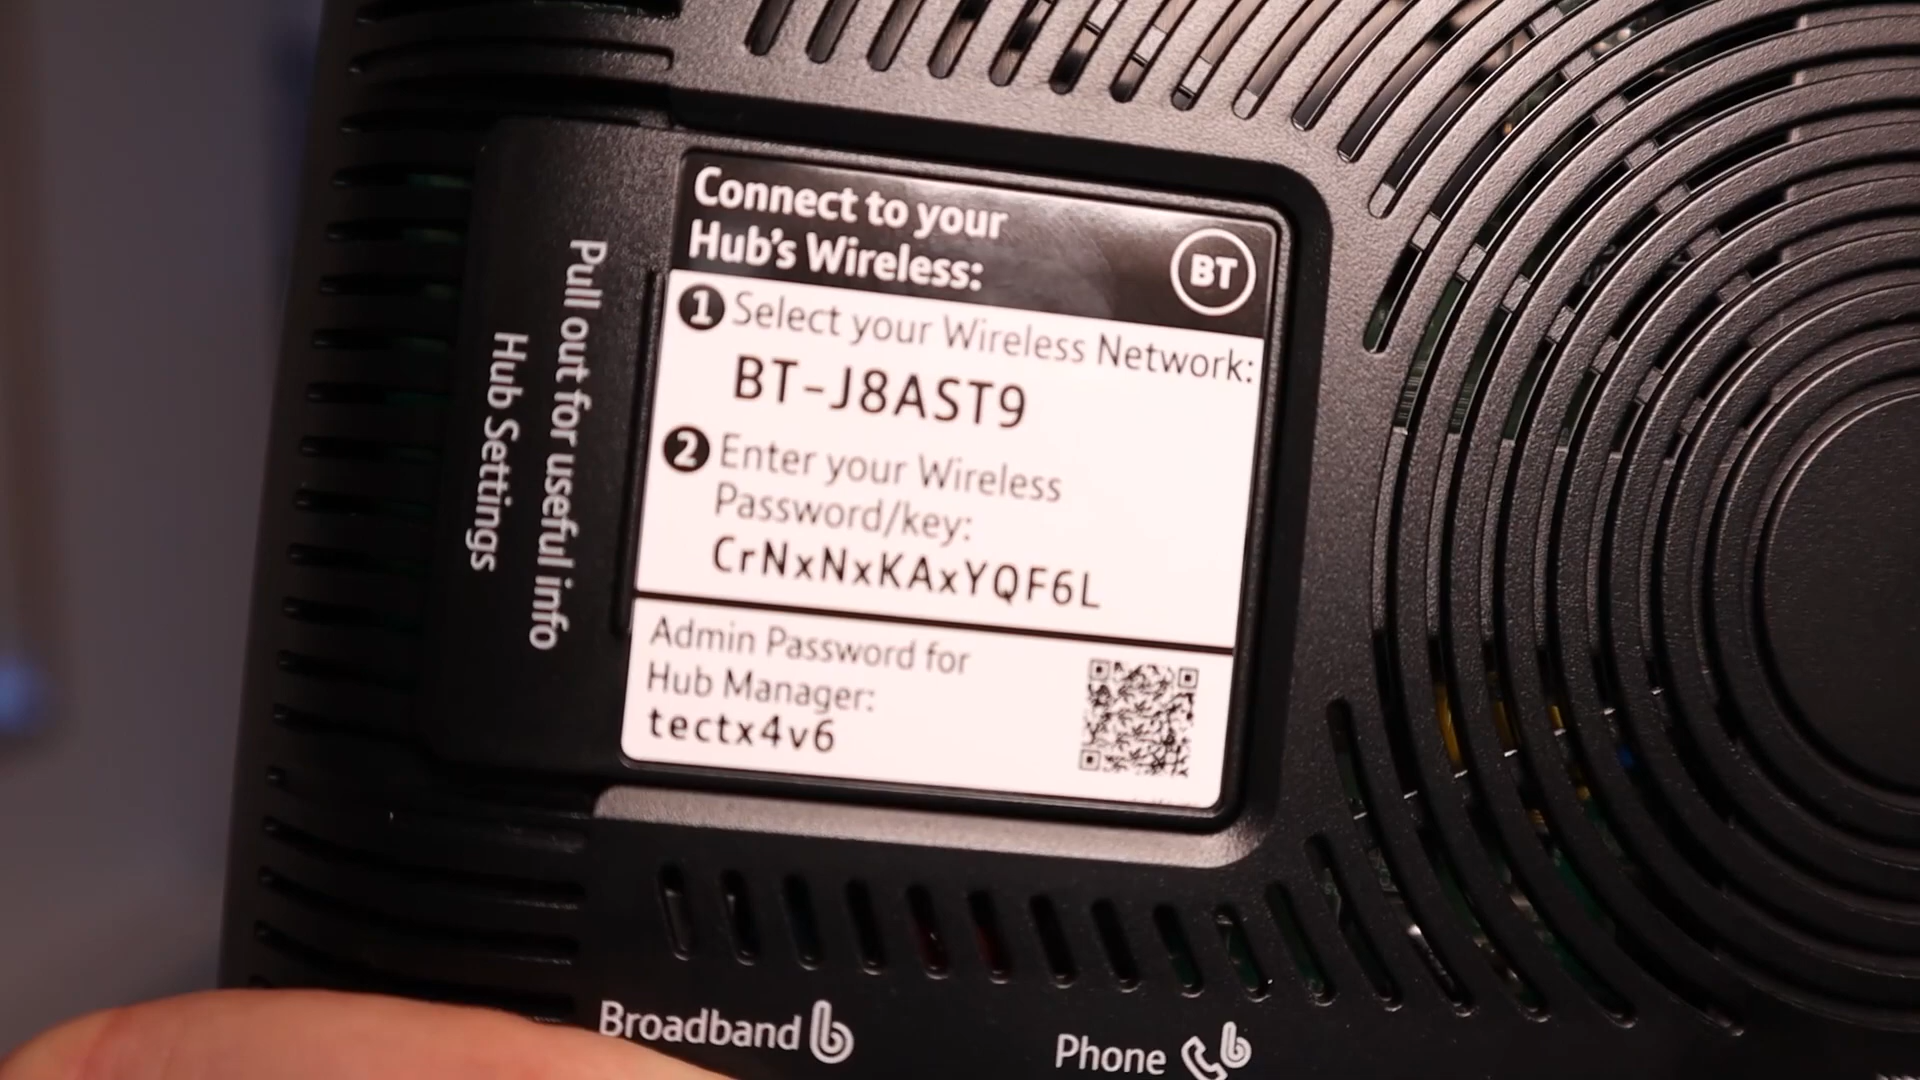 Connect to your
Hub's Wireless:
BT
1 Select your Wireless Network:
BT-J8AST9
2 Enter your Wireless
Password/key:
CrNxNxKAxYQF6L
Admin Password for
Hub Manager:
tectx4v6
Pull out for useful info
Hub Settings
Broadband
Phone